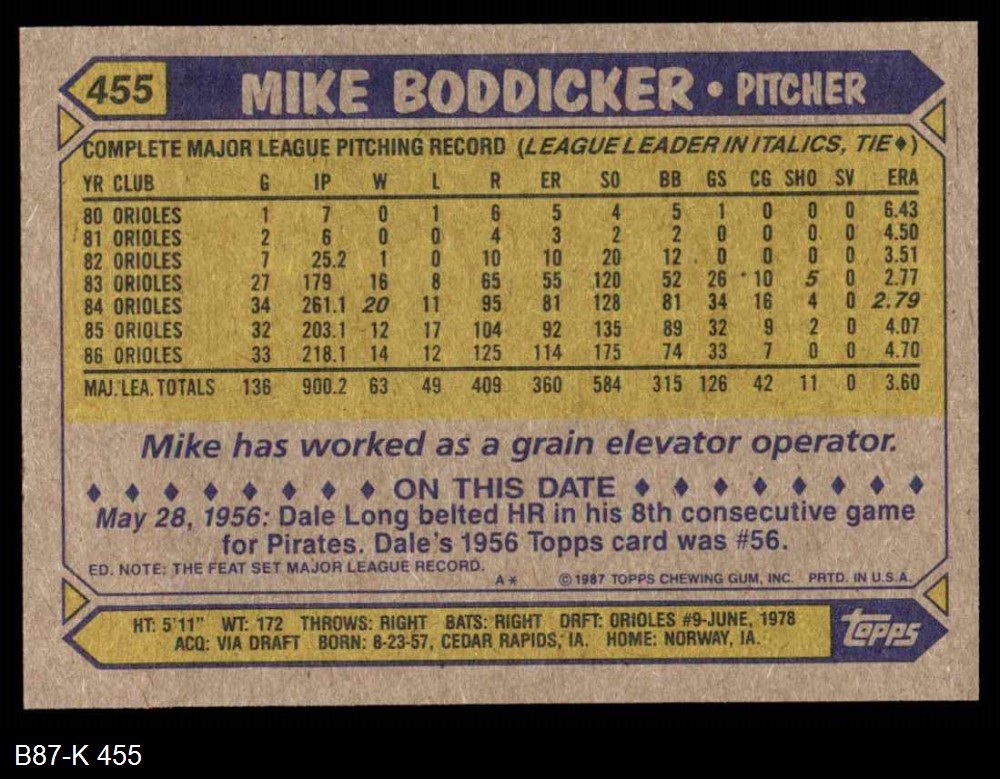 455 MIKE BODDICKER • PITCHER
COMPLETE MAJOR LEAGUE PITCHING RECORD (LEAGUE LEADER IN ITALICS, TIE♦)
YR CLUB G IP W L R ER SO BB GS CG SHO SV ERA
80 ORIOLES 1 7 0 1 6 5 4 5 1 0 0 0 6.43
81 ORIOLES 2 6 0 0 4 3 2 2 0 0 0 0 4.50
82 ORIOLES 7 25.2 1 0 10 10 20 12 0 0 0 0 3.51
83 ORIOLES 27 179 16 8 65 55 120 52 26 10 5 0 2.77
84 ORIOLES 34 261.1 20 11 95 81 128 81 34 16 4 0 2.79
85 ORIOLES 32 203.1 12 17 104 92 135 89 32 9 2 0 4.07
86 ORIOLES 33 218.1 14 12 125 114 175 74 33 7 0 0 4.70
MAJ. LEA. TOTALS 136 900.2 63 49 409 360 584 315 126 42 11 0 3.60
Mike has worked as a grain elevator operator.
♦ ♦ ♦ ♦ ♦ ♦ ♦ ♦ ON THIS DATE ♦ ♦ ♦ ♦ ♦ ♦ ♦ ♦
May 28, 1956: Dale Long belted HR in his 8th consecutive game
for Pirates. Dale's 1956 Topps card was #56.
ED. NOTE: THE FEAT SET MAJOR LEAGUE RECORD.
A* © 1987 TOPPS CHEWING GUM, INC. PRTD. IN U.S.A.
HT: 5'11" WT: 172 THROWS: RIGHT BATS: RIGHT DRFT: ORIOLES #9-JUNE, 1978
ACQ: VIA DRAFT BORN: 8-23-57, CEDAR RAPIDS, IA. HOME: NORWAY, IA.
topps
B87-K 455